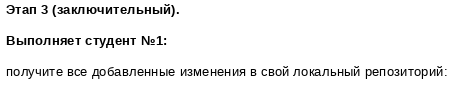 Этап 3 (заключительный).
Выполняет студент №1:
получите все добавленные изменения в свой локальный репозиторий: